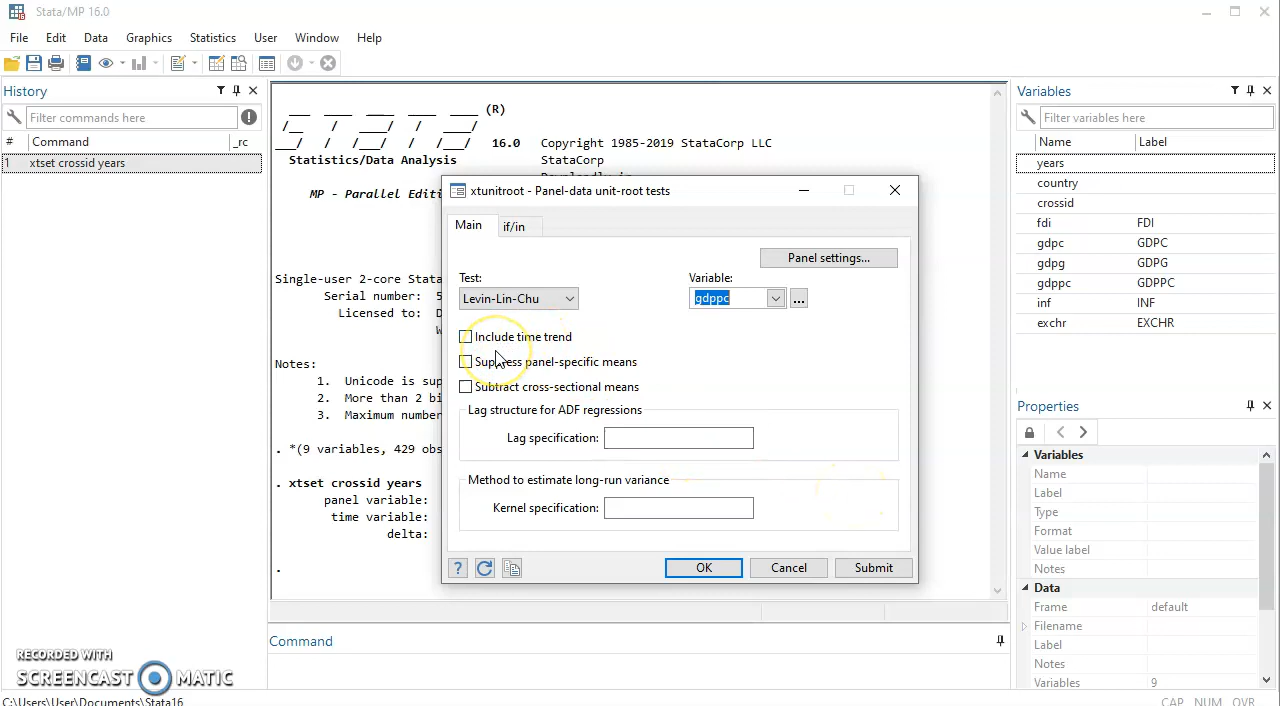 Stata/MP 16.0
File Edit Data Graphics Statistics User Window Help
History
Filter commands here
# Command _rc
1 xtset crossid years
(R)
16.0 Copyright 1985-2019 StataCorp LLC
Statistics/Data Analysis StataCorp
MP - Parallel Editi
Single-user 2-core Stata
Serial number: 5
Licensed to: D
Notes:
1. Unicode is sup
2. More than 2 bi
3. Maximum number
. *(9 variables, 429 obs
. xtset crossid years
panel variable:
time variable:
delta:
.
xtunitroot - Panel-data unit-root tests
Main if/in
Panel settings...
Test: Variable:
Levin-Lin-Chu gdppc ...
Include time trend
Suppress panel-specific means
Subtract cross-sectional means
Lag structure for ADF regressions
Lag specification:
Method to estimate long-run variance
Kernel specification:
? OK Cancel Submit
Command
Variables
Filter variables here
Name Label
years
country
crossid
fdi FDI
gdpc GDPC
gdpg GDPG
gdppc GDPPC
inf INF
exchr EXCHR
Properties
Variables
Name
Label
Type
Format
Value label
Notes
Data
Frame default
Filename
Label
Notes
Variables 9
RECORDED WITH
SCREENCAST MATIC
C:\Users\User\Documents\Stata16
CAP NUM OVR